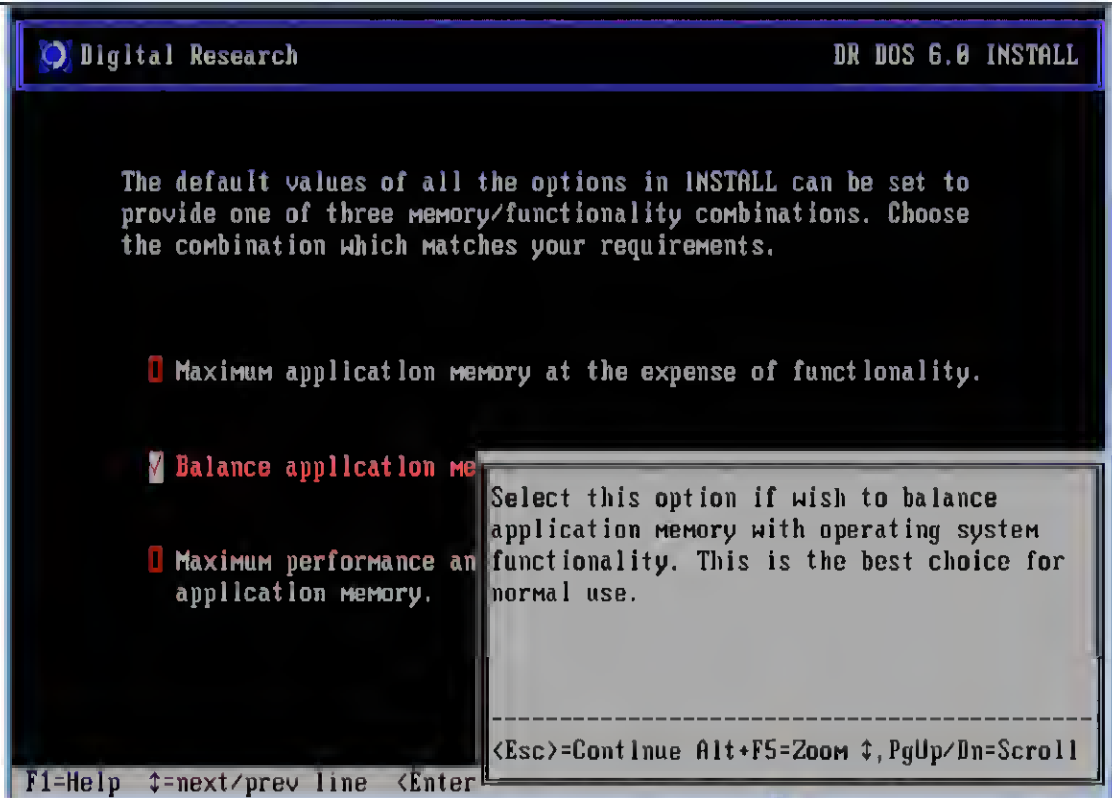 Digital Research
DR DOS 6.0 INSTALL
The default values of all the options in INSTALL can be set to
provide one of three memory/functionality combinations. Choose
the combination which matches your requirements.
Maximum application memory at the expense of functionality.
√ Balance application me
Maximum performance an
application memory.
Select this option if wish to balance
application memory with operating system
functionality. This is the best choice for
normal use.
<Esc>=Continue Alt+F5=Zoom ↕,PgUp/Dn=Scroll
F1=Help ↕=next/prev line <Enter